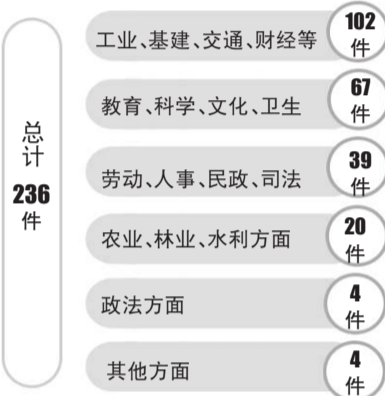 总计
236
件
工业、基建、交通、财经等
102
件
教育、科学、文化、卫生
67
件
劳动、人事、民政、司法
39
件
农业、林业、水利方面
20
件
政法方面
4
件
其他方面
4
件